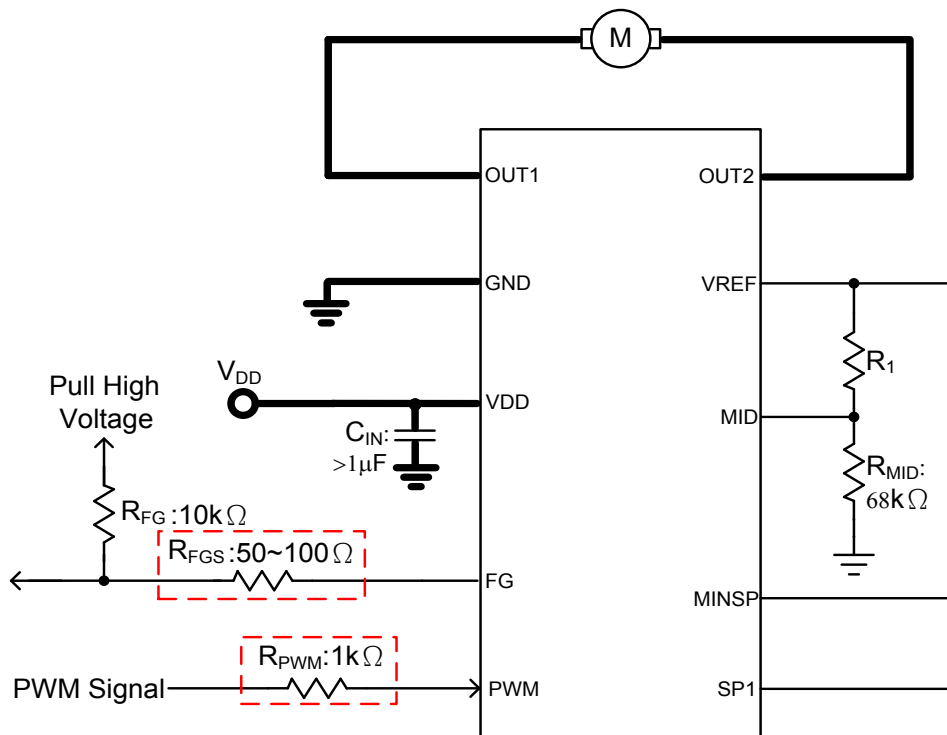 M
OUT1
OUT2
GND
VREF
R1
VDD
VDD
CIN:
>1μF
MID
RMID:
68kΩ
Pull High
Voltage
RFG:10kΩ
RFGS:50~100Ω
FG
MINSP
RPWM:1kΩ
PWM Signal
PWM
SP1